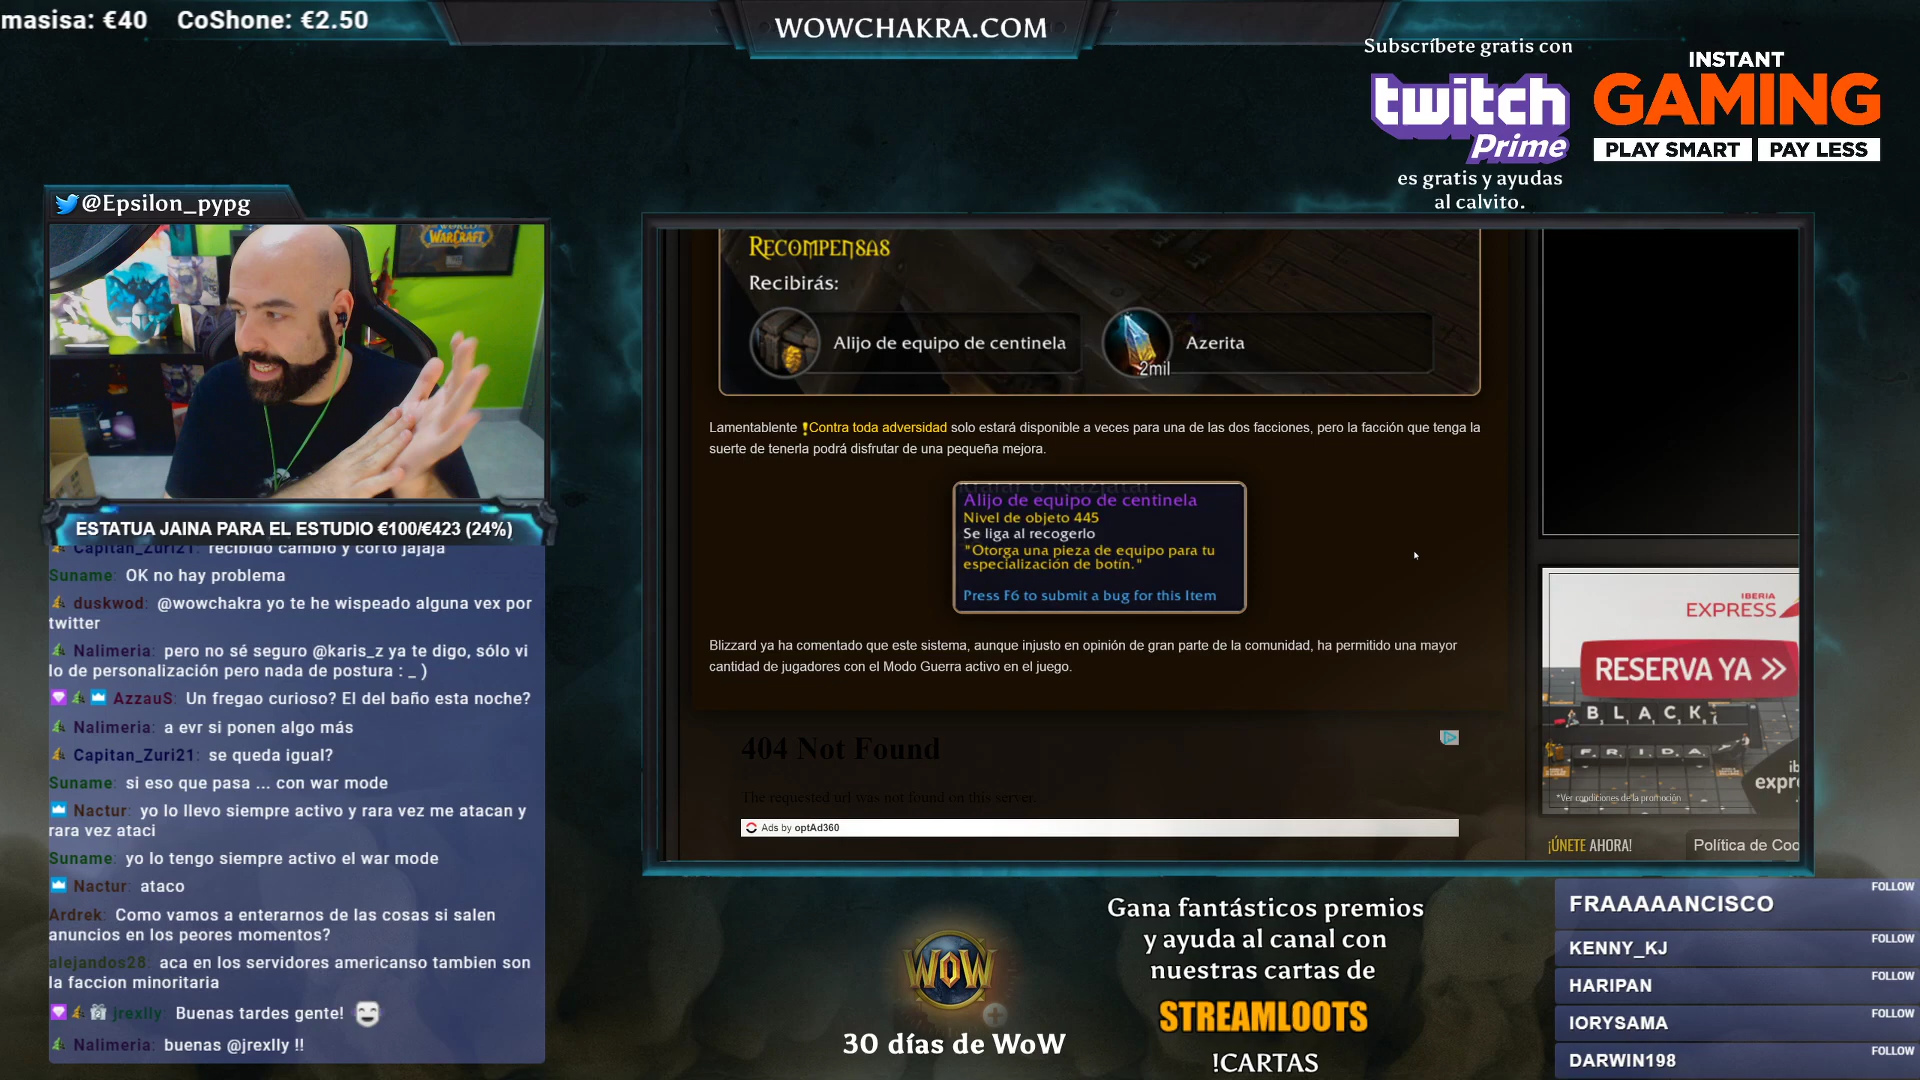 masisa: €40 CoShone: €2.50
WOWCHAKRA.COM
Subscríbete gratis con
twitch
Prime
es gratis y ayudas
al calvito.
INSTANT
GAMING
PLAY SMART PAY LESS
@Epsilon_pypg
WORLD
WARCRAFT
ESTATUA JAINA PARA EL ESTUDIO €100/€423 (24%)
Capitan_Zuri21: recibido cambio y corto jajaja
Suname: OK no hay problema
duskwod: @wowchakra yo te he wispeado alguna vex por
twitter
Nalimeria: pero no sé seguro @karis_z ya te digo, sólo vi
lo de personalización pero nada de postura : _ )
AzzauS: Un fregao curioso? El del baño esta noche?
Nalimeria: a evr si ponen algo más
Capitan_Zuri21: se queda igual?
Suname: si eso que pasa ... con war mode
Nactur: yo lo llevo siempre activo y rara vez me atacan y
rara vez ataci
Suname: yo lo tengo siempre activo el war mode
Nactur: ataco
Ardrek: Como vamos a enterarnos de las cosas si salen
anuncios en los peores momentos?
alejandos28: aca en los servidores americanso tambien son
la faccion minoritaria
jrexlly: Buenas tardes gente!
Nalimeria: buenas @jrexlly !!
RECOMPENSAS
Recibirás:
Alijo de equipo de centinela
2mil
Azerita
Lamentablente !Contra toda adversidad solo estará disponible a veces para una de las dos facciones, pero la facción que tenga la
suerte de tenerla podrá disfrutar de una pequeña mejora.
Alijo de equipo de centinela
Nivel de objeto 445
Se liga al recogerlo
"Otorga una pieza de equipo para tu
especialización de botín."
Press F6 to submit a bug for this Item
Blizzard ya ha comentado que este sistema, aunque injusto en opinión de gran parte de la comunidad, ha permitido una mayor
cantidad de jugadores con el Modo Guerra activo en el juego.
404 Not Found
The requested url was not found on this server.
Ads by optAd360
IBERIA
EXPRESS
RESERVA YA >>
BLACK
FRIDAY
ib
expre
*Ver condiciones de la promoción
¡ÚNETE AHORA!
Política de Coo
WOW
30 días de WoW
Gana fantásticos premios
y ayuda al canal con
nuestras cartas de
STREAMLOOTS
!CARTAS
FOLLOW
FRAAAAANCISCO
FOLLOW
KENNY_KJ
FOLLOW
HARIPAN
FOLLOW
IORYSAMA
FOLLOW
DARWIN198